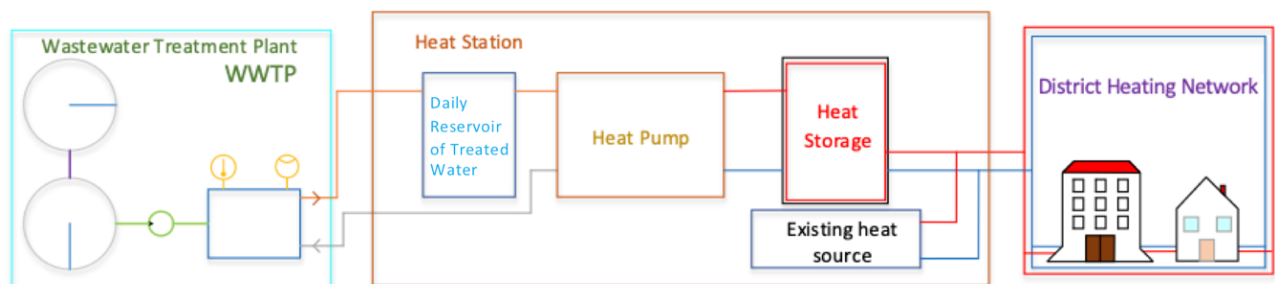 Wastewater Treatment Plant
WWTP
Heat Station
Daily
Reservoir
of Treated
Water
Heat Pump
Heat
Storage
Existing heat
source
District Heating Network